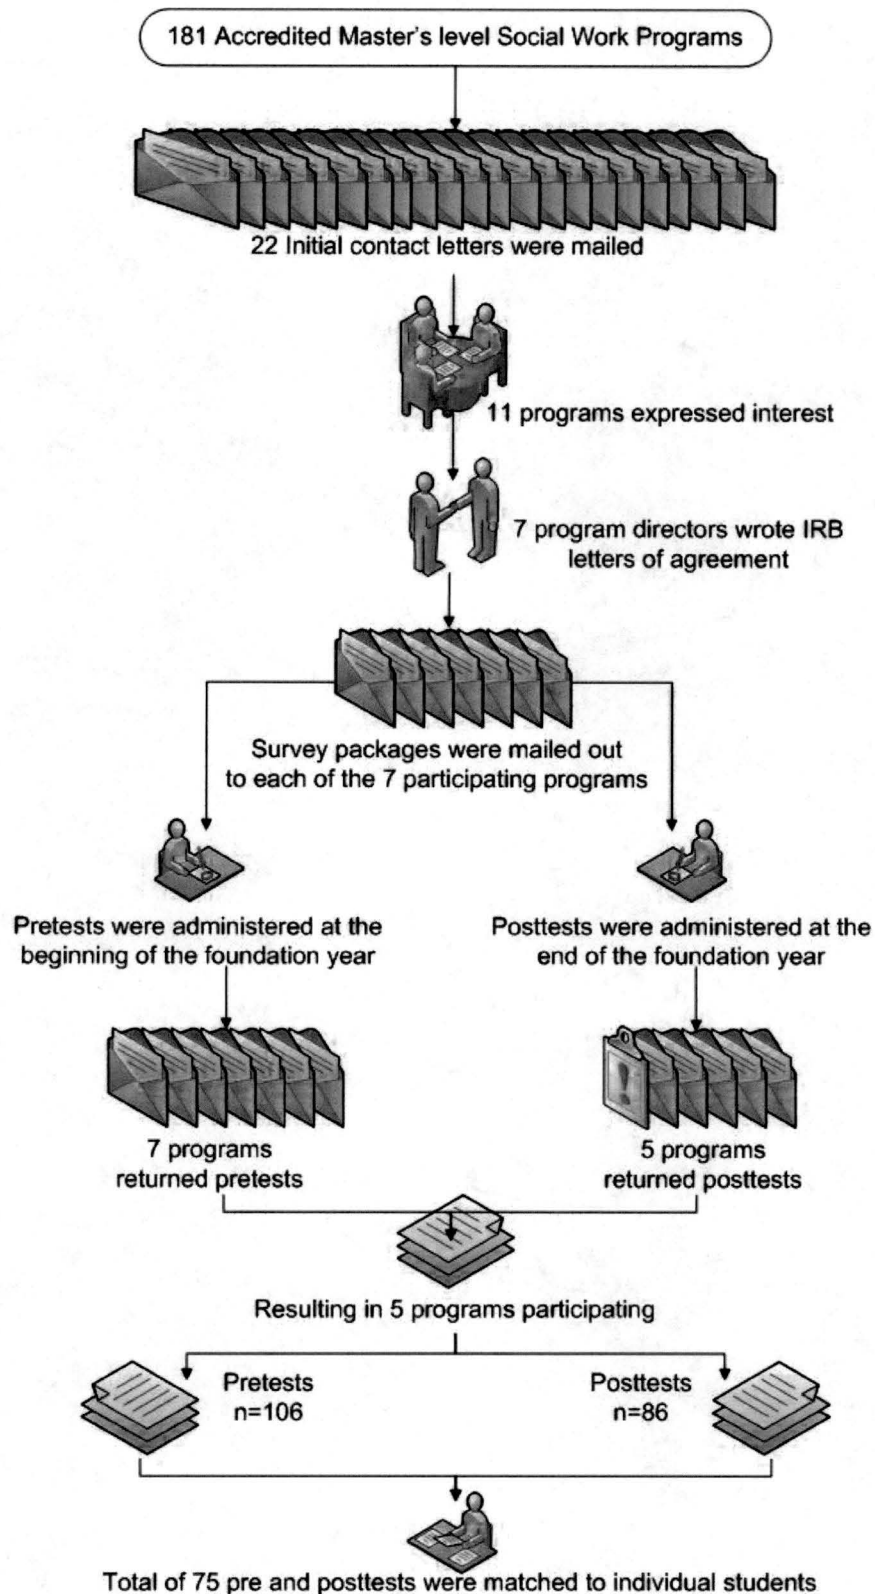 181 Accredited Master's level Social Work Programs
22 Initial contact letters were mailed
11 programs expressed interest
7 program directors wrote IRB
letters of agreement
Survey packages were mailed out
to each of the 7 participating programs
Pretests were administered at the
beginning of the foundation year
Posttests were administered at the
end of the foundation year
7 programs
returned pretests
5 programs
returned posttests
Resulting in 5 programs participating
Pretests
n=106
Posttests
n=86
Total of 75 pre and posttests were matched to individual students